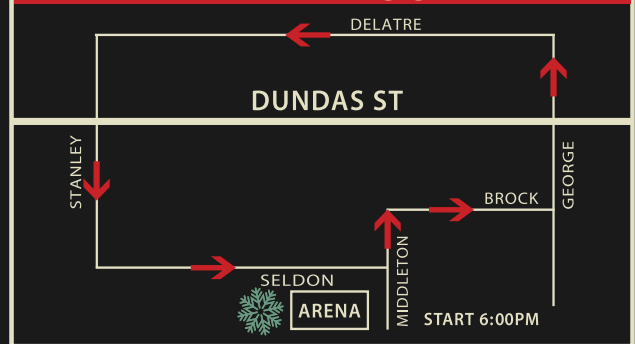 DELATRE
DUNDAS ST
STANLEY
GEORGE
BROCK
MIDDLETON
SELDON
ARENA
START 6:00PM